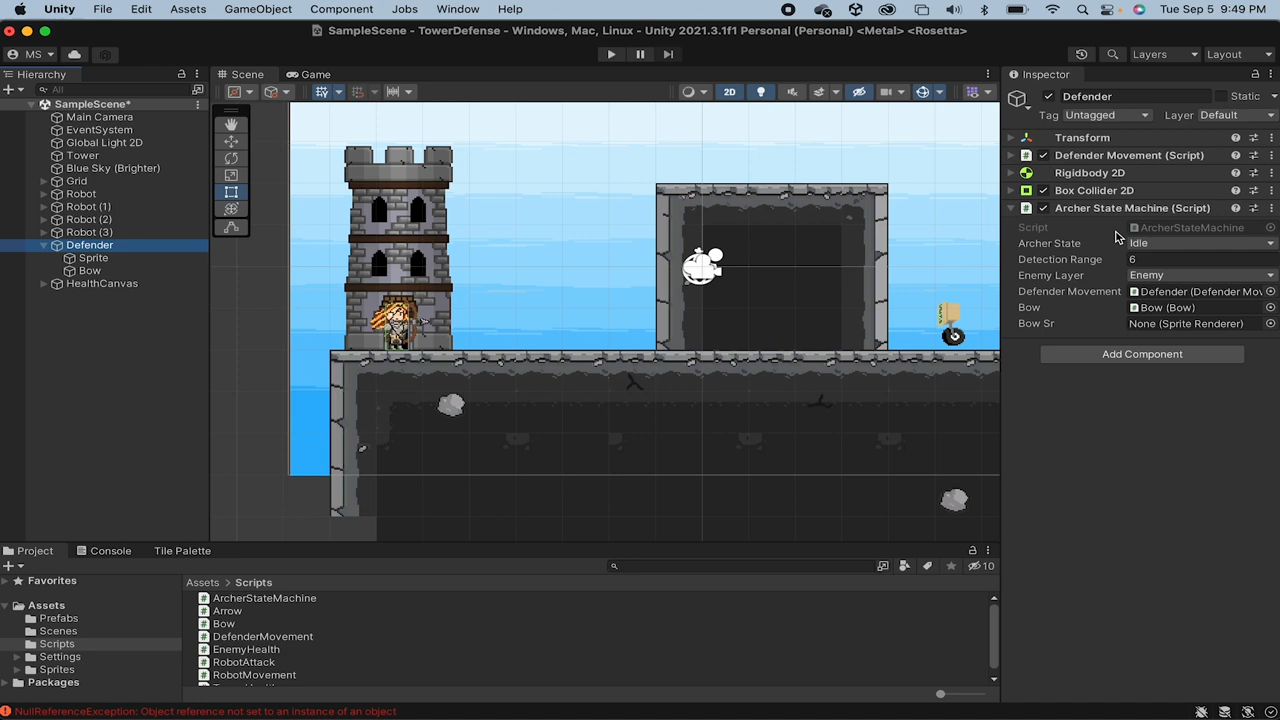 Unity File Edit Assets GameObject Component Jobs Window Help Tue Sep 5 9:49 PM
SampleScene - TowerDefense - Windows, Mac, Linux - Unity 2021.3.1f1 Personal (Personal) <Metal> <Rosetta>
MS Layers Layout
Hierarchy Scene Game Inspector
All 2D
Defender Static
SampleScene*
Main Camera
EventSystem
Global Light 2D
Tower
Blue Sky (Brighter)
Grid
Robot
Robot (1)
Robot (2)
Robot (3)
Defender
Sprite
Bow
HealthCanvas
Tag Untagged Layer Default
Transform
Defender Movement (Script)
Rigidbody 2D
Box Collider 2D
Archer State Machine (Script)
Script ArcherStateMachine
Archer State Idle
Detection Range 6
Enemy Layer Enemy
Defender Movement Defender (Defender Mov
Bow Bow (Bow)
Bow Sr None (Sprite Renderer)
Add Component
Project Console Tile Palette
10
Favorites
Assets
Prefabs
Scenes
Scripts
Settings
Sprites
Packages
Assets > Scripts
ArcherStateMachine
Arrow
Bow
DefenderMovement
EnemyHealth
RobotAttack
RobotMovement
NullReferenceException: Object reference not set to an instance of an object